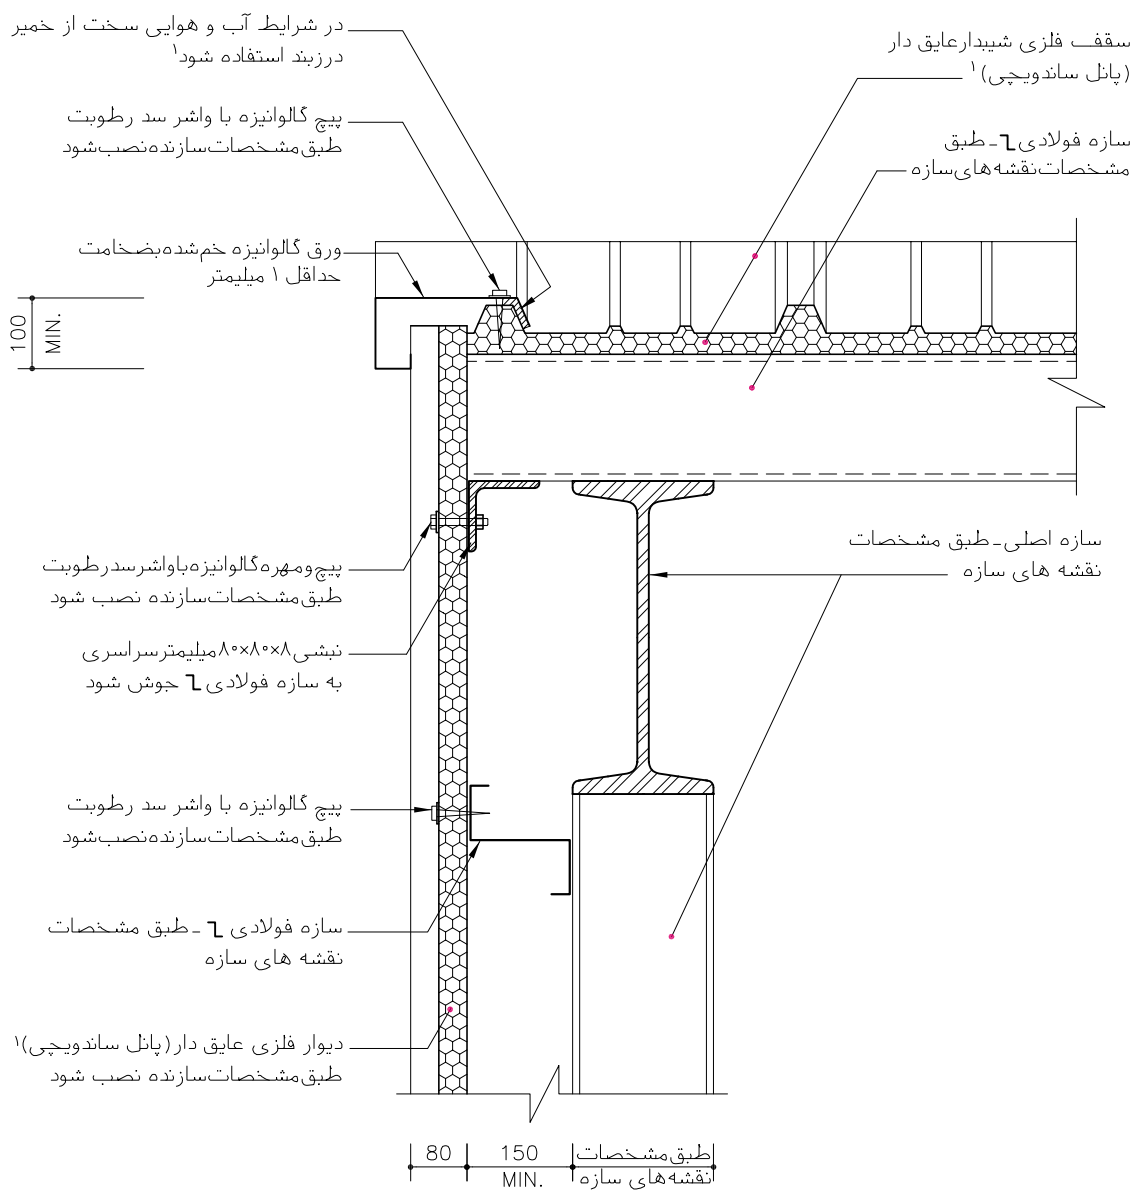 در شرایط آب و هوایی سخت از خمیر
درزبند استفاده شود۱
سقف فلزی شیبدارعایق دار
(پانل ساندویچی)۱
پیچ گالوانیزه با واشر سد رطوبت
طبق مشخصات سازنده نصب شود
سازه فولادی - طبق
مشخصات نقشه های سازه
ورق گالوانیزه خم شده بضخامت
حداقل ۱ میلیمتر
100
MIN.
سازه اصلی - طبق مشخصات
نقشه های سازه
پیچ و مهره گالوانیزه با واشر سد رطوبت
طبق مشخصات سازنده نصب شود
نبشی ۸×۸۰×۸۰ میلیمتر سراسری
به سازه فولادی جوش شود
پیچ گالوانیزه با واشر سد رطوبت
طبق مشخصات سازنده نصب شود
سازه فولادی - طبق مشخصات
نقشه های سازه
دیوار فلزی عایق دار (پانل ساندویچی)۱
طبق مشخصات سازنده نصب شود
80
150
MIN.
طبق مشخصات
نقشه های سازه